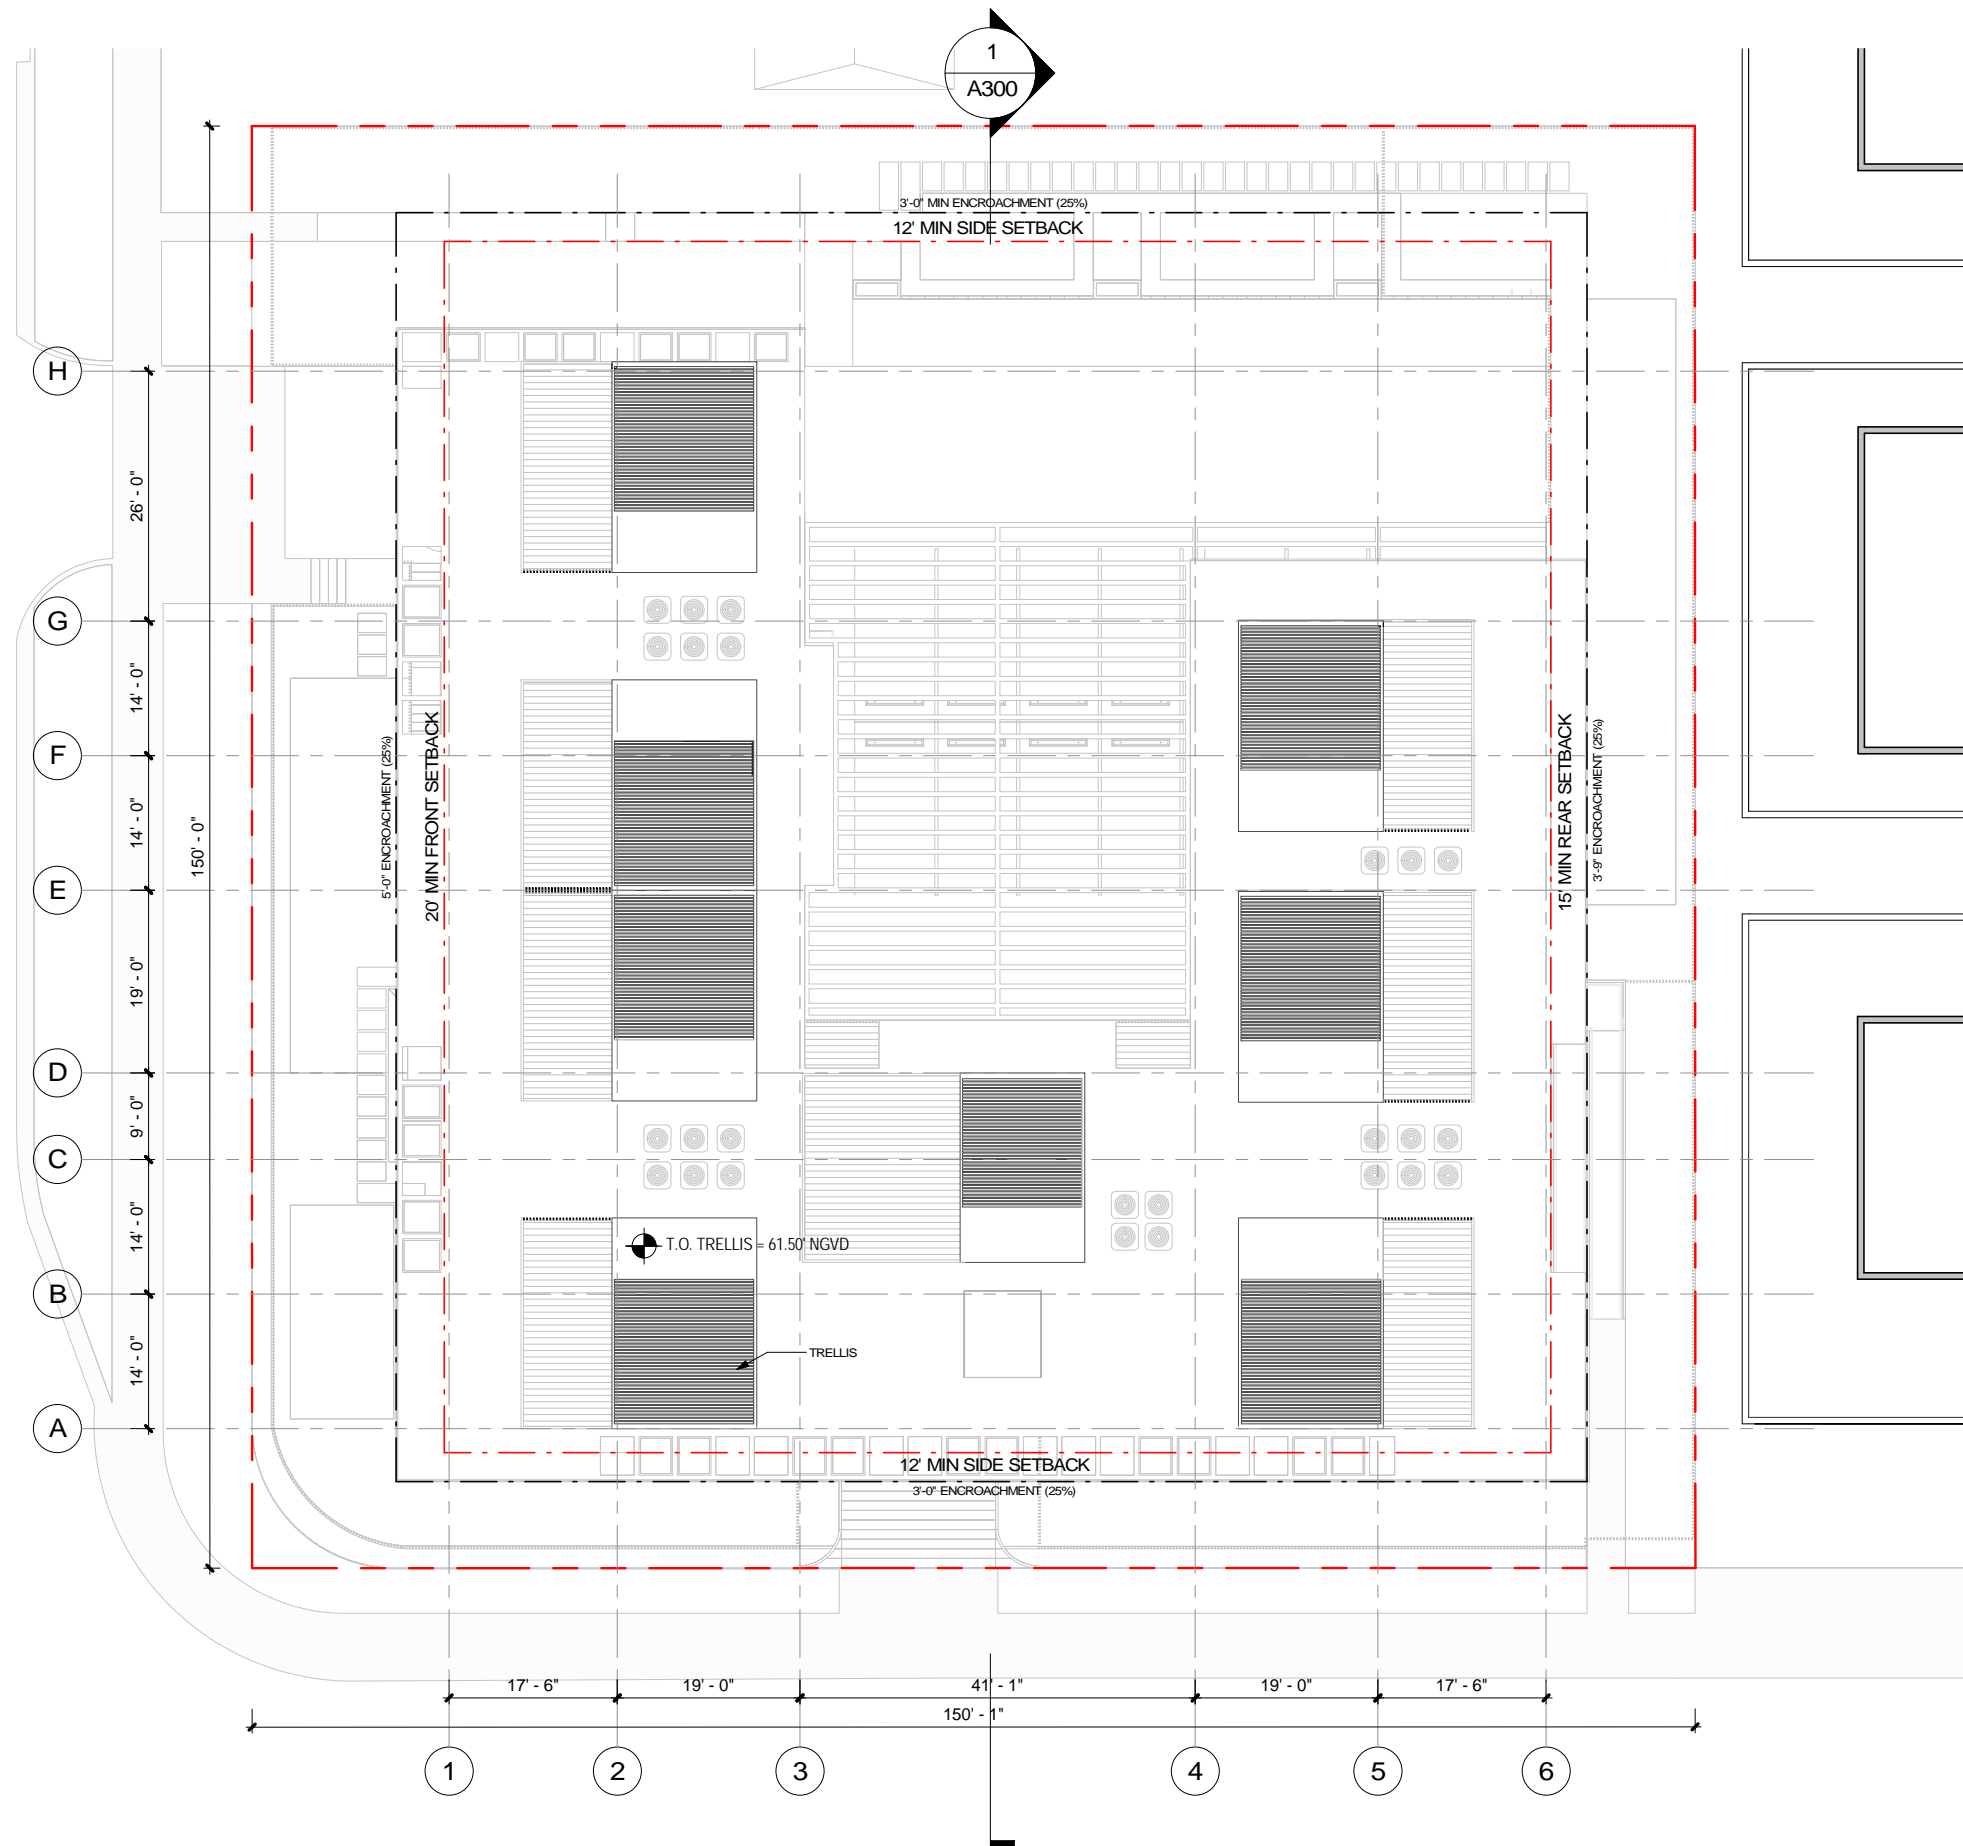 1
A300
3'-0" MIN ENCROACHMENT (25%)
12' MIN SIDE SETBACK
H
26' - 0"
G
14' - 0"
F
14' - 0"
150' - 0"
E
19' - 0"
D
9' - 0"
C
14' - 0"
B
14' - 0"
A
5'-0" ENCROACHMENT (25%)
20' MIN FRONT SETBACK
15' MIN REAR SETBACK
3'-9" ENCROACHMENT (25%)
T.O. TRELLIS = 61.50' NGVD
TRELLIS
12' MIN SIDE SETBACK
3'-0" ENCROACHMENT (25%)
17' - 6"
19' - 0"
41' - 1"
19' - 0"
17' - 6"
150' - 1"
1
2
3
4
5
6